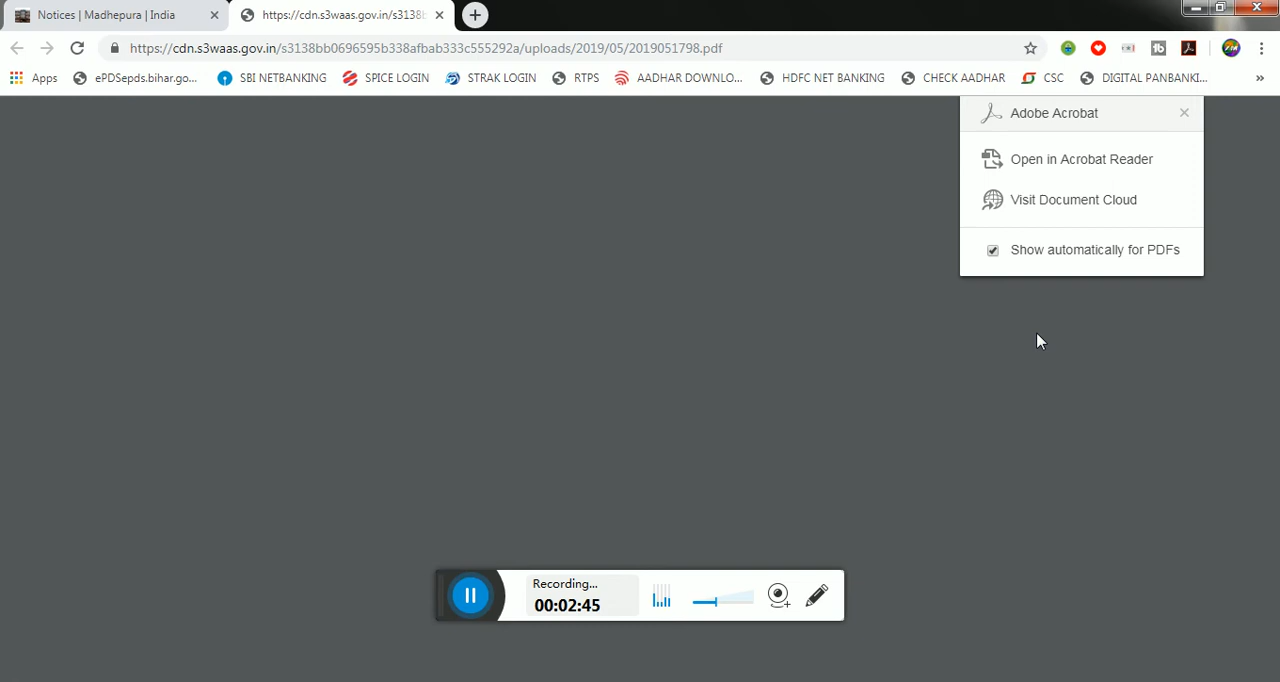 Notices | Madhepura | India
https://cdn.s3waas.gov.in/s3138b
https://cdn.s3waas.gov.in/s3138bb0696595b338afbab333c555292a/uploads/2019/05/2019051798.pdf
Apps ePDSepds.bihar.go... SBI NETBANKING SPICE LOGIN STRAK LOGIN RTPS AADHAR DOWNLO... HDFC NET BANKING CHECK AADHAR CSC DIGITAL PANBANKI... »
Adobe Acrobat
Open in Acrobat Reader
Visit Document Cloud
Show automatically for PDFs
Recording...
00:02:45